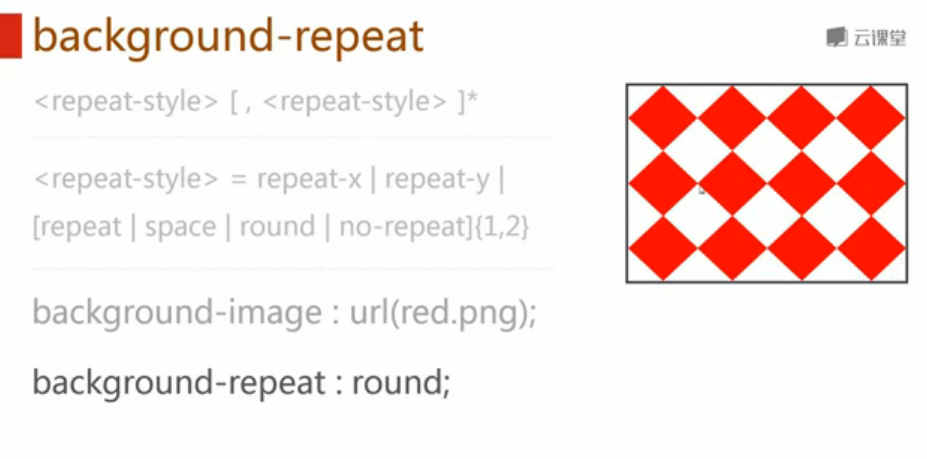 background-repeat
云课堂
<repeat-style> [ , <repeat-style> ]*
<repeat-style> = repeat-x | repeat-y |
[repeat | space | round | no-repeat]{1,2}
background-image : url(red.png);
background-repeat : round;